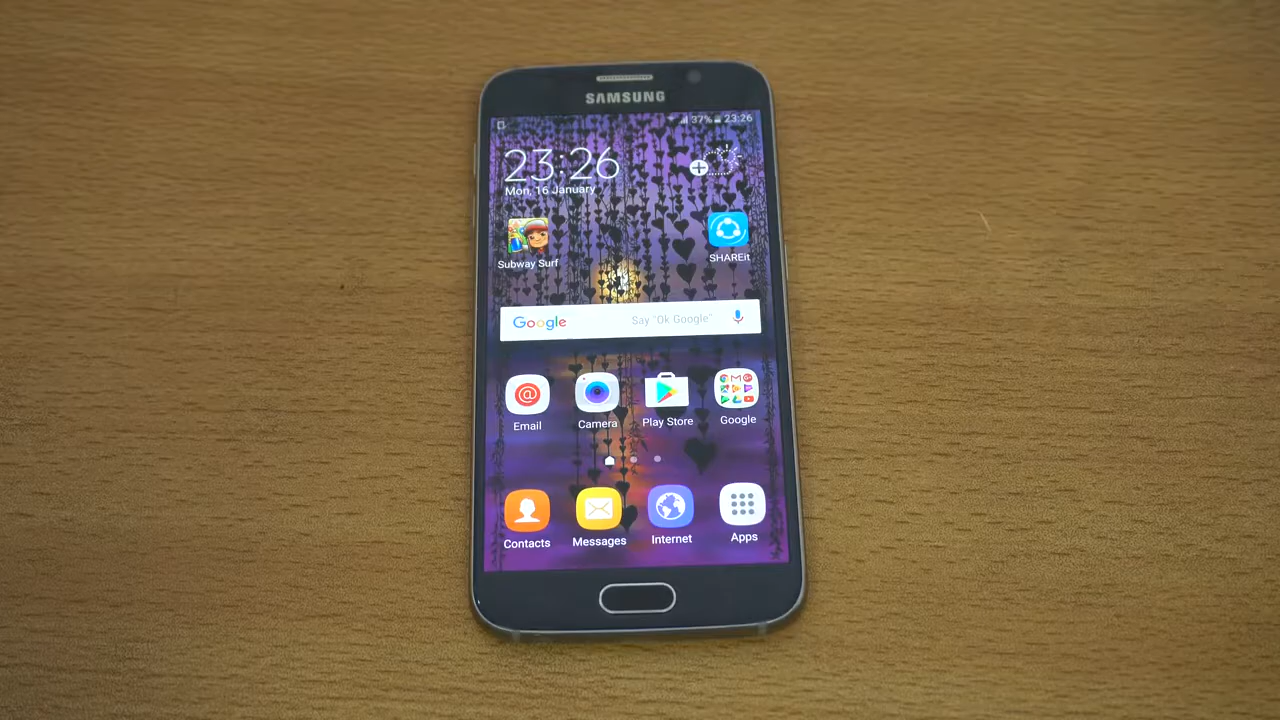 SAMSUNG
37% 23:26
23:26
Mon, 16 January
Subway Surf
SHAREit
Google Say "Ok Google"
Email Camera Play Store Google
Contacts Messages Internet Apps